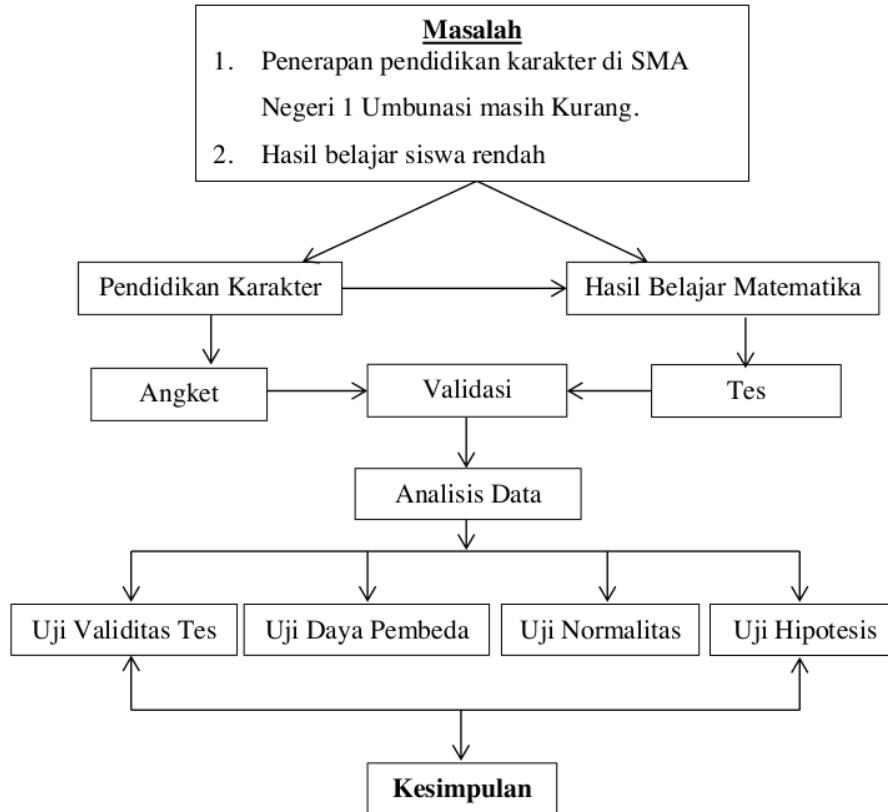 Masalah
1. Penerapan pendidikan karakter di SMA
Negeri 1 Umbunasi masih Kurang.
2. Hasil belajar siswa rendah
Pendidikan Karakter
Hasil Belajar Matematika
Angket
Validasi
Tes
Analisis Data
Uji Validitas Tes
Uji Daya Pembeda
Uji Normalitas
Uji Hipotesis
Kesimpulan